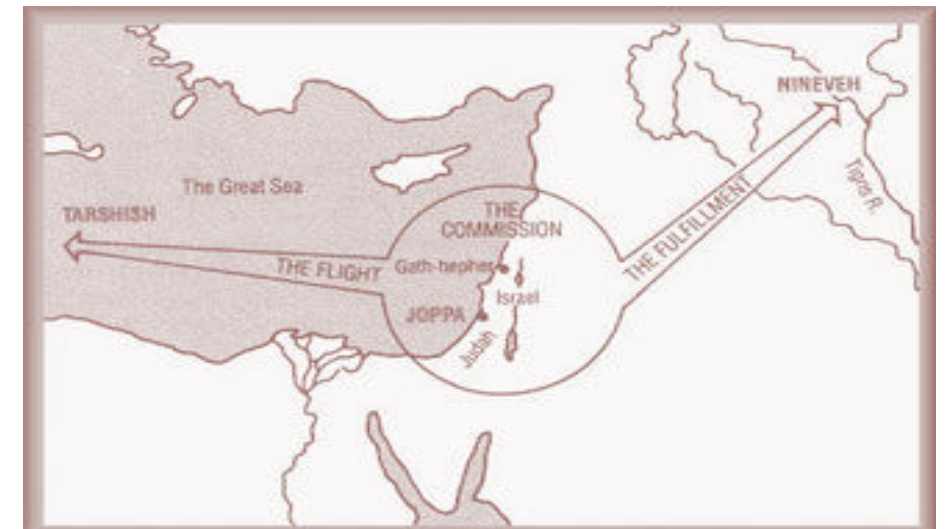 NINEVEH
Tigris R.
The Great Sea
TARSHISH
THE
COMMISSION
THE FULFILLMENT
THE FLIGHT
Gath-hepher
Israel
JOPPA
Judah